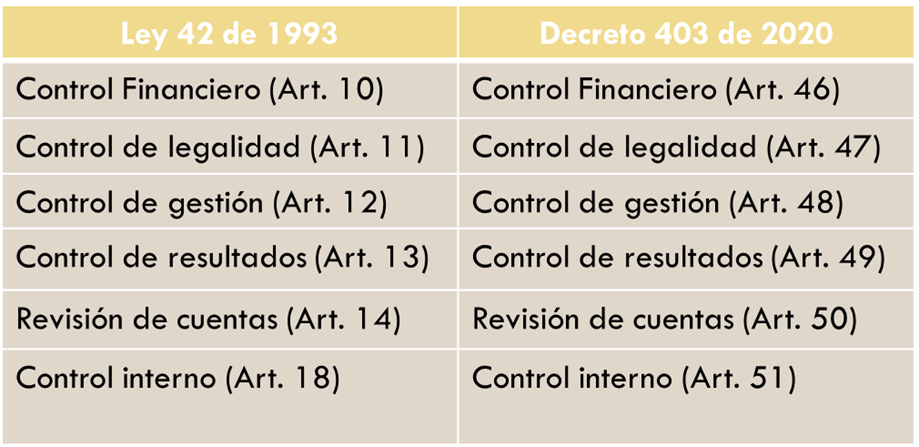 Ley 42 de 1993 Decreto 403 de 2020
Control Financiero (Art. 10) Control Financiero (Art. 46)
Control de legalidad (Art. 11) Control de legalidad (Art. 47)
Control de gestión (Art. 12) Control de gestión (Art. 48)
Control de resultados (Art. 13) Control de resultados (Art. 49)
Revisión de cuentas (Art. 14) Revisión de cuentas (Art. 50)
Control interno (Art. 18) Control interno (Art. 51)